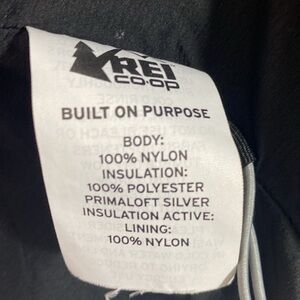 REI
CO·OP
BUILT ON PURPOSE
BODY:
100% NYLON
INSULATION:
100% POLYESTER
PRIMALOFT SILVER
INSULATION ACTIVE:
LINING:
100% NYLON